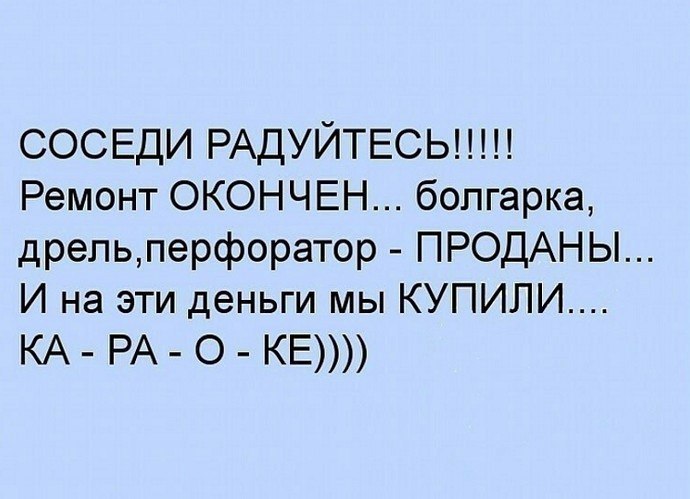 СОСЕДИ РАДУЙТЕСЬ!!!!!
Ремонт ОКОНЧЕН... болгарка,
дрель,перфоратор - ПРОДАНЫ...
И на эти деньги мы КУПИЛИ....
КА - РА - О - КЕ))))